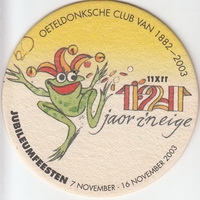 OETELDONKSCHE CLUB VAN 1882-2003
11x11
jaor z'n eige
JUBILEUMFEESTEN 7 NOVEMBER - 16 NOVEMBER 2003